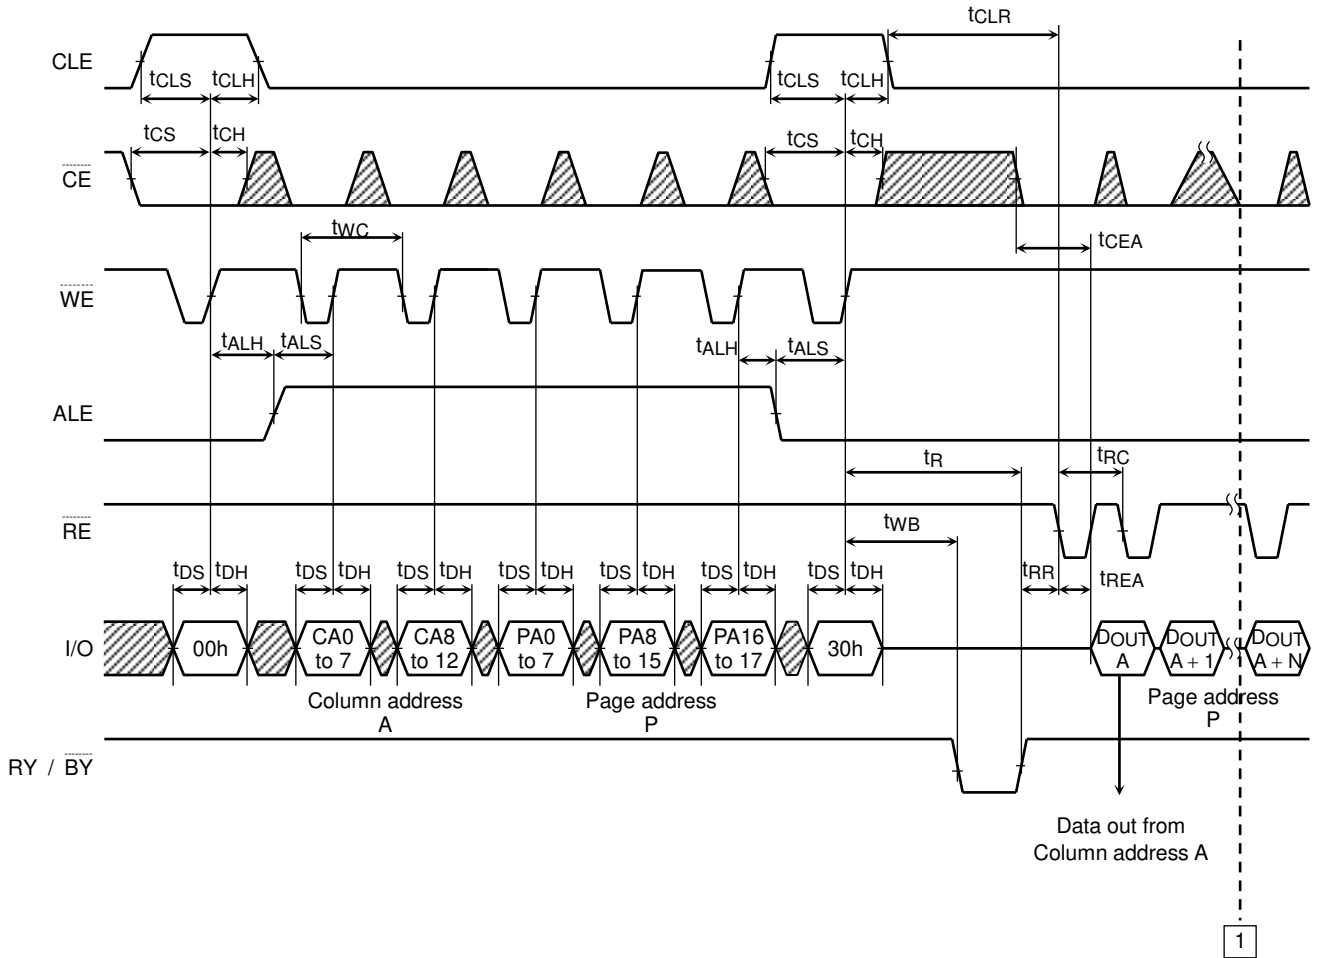 tCLR
CLE
tCLS tCLH tCLS tCLH
tCS tCH tCS tCH
CE
tWC tCEA
WE
tALH tALS tALH tALS
ALE
tR tRC
RE
tWB
tDS tDH tDS tDH tDS tDH tDS tDH tDS tDH tDS tDH tDS tDH tRR tREA
I/O 00h CA0 to 7 CA8 to 12 PA0 to 7 PA8 to 15 PA16 to 17 30h DOUT A DOUT A + 1 DOUT A + N
Column address A Page address P Page address P
RY / BY
Data out from
Column address A
1